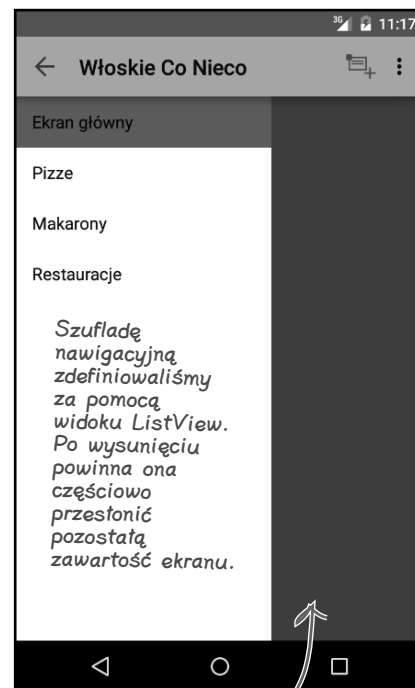 3G 11:17
Włoskie Co Nieco
Ekran główny
Pizze
Makarony
Restauracje
Szufladę
nawigacyjną
zdefiniowaliśmy
za pomocą
widoku ListView.
Po wysunięciu
powinna ona
częściowo
przesłonić
pozostałą
zawartość ekranu.